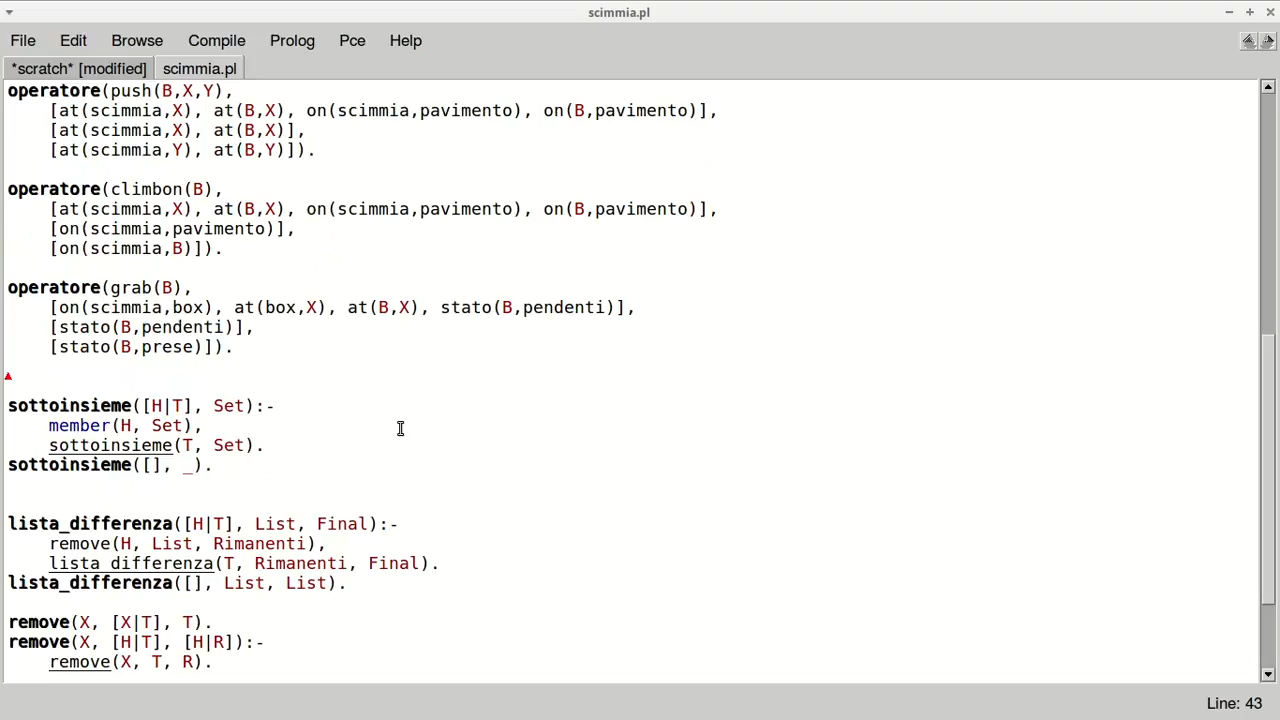 scimmia.pl
File Edit Browse Compile Prolog Pce Help
*scratch* [modified] scimmia.pl
operatore(push(B,X,Y),
    [at(scimmia,X), at(B,X), on(scimmia,pavimento), on(B,pavimento)],
    [at(scimmia,X), at(B,X)],
    [at(scimmia,Y), at(B,Y)]).
operatore(climbon(B),
    [at(scimmia,X), at(B,X), on(scimmia,pavimento), on(B,pavimento)],
    [on(scimmia,pavimento)],
    [on(scimmia,B)]).
operatore(grab(B),
    [on(scimmia,box), at(box,X), at(B,X), stato(B,pendenti)],
    [stato(B,pendenti)],
    [stato(B,prese)]).
sottoinsieme([H|T], Set):-
    member(H, Set),
    sottoinsieme(T, Set).
sottoinsieme([], _).
lista_differenza([H|T], List, Final):-
    remove(H, List, Rimanenti),
    lista_differenza(T, Rimanenti, Final).
lista_differenza([], List, List).
remove(X, [X|T], T).
remove(X, [H|T], [H|R]):-
    remove(X, T, R).
Line: 43